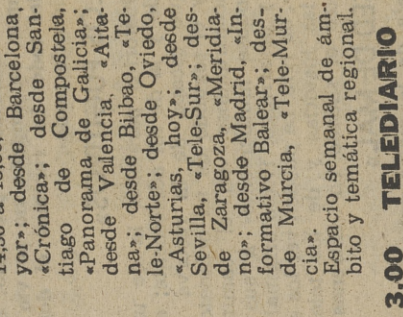 yor»; desde Barcelona,
«Crónica»; desde San-
tiago de Compostela,
«Panorama de Galicia»;
desde Valencia, «Aita-
na»; desde Bilbao, «Te-
le-Norte»; desde Oviedo,
«Asturias, hoy»; desde
Sevilla, «Tele-Sur»; des-
de Zaragoza, «Meridia-
no»; desde Madrid, «In-
formativo Balear»; des-
de Murcia, «Tele-Mur-
cia».
Espacio semanal de ám-
bito y temática regional.
3,00 TELEDIARIO